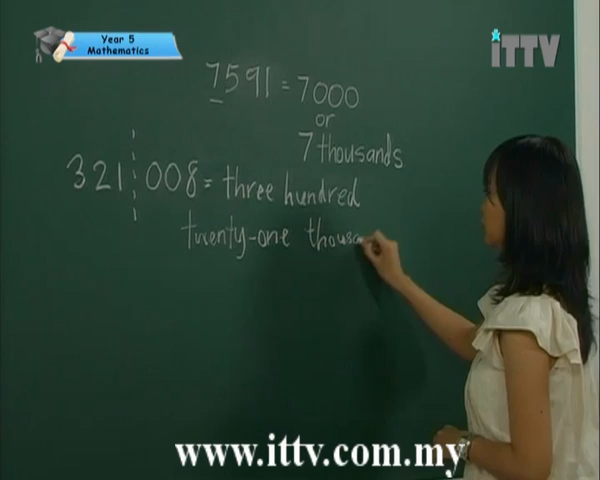 Year 5
Mathematics
iTTV
7591 = 7000
or
7 thousands
321 008 = three hundred
twenty-one thousa
www.ittv.com.my